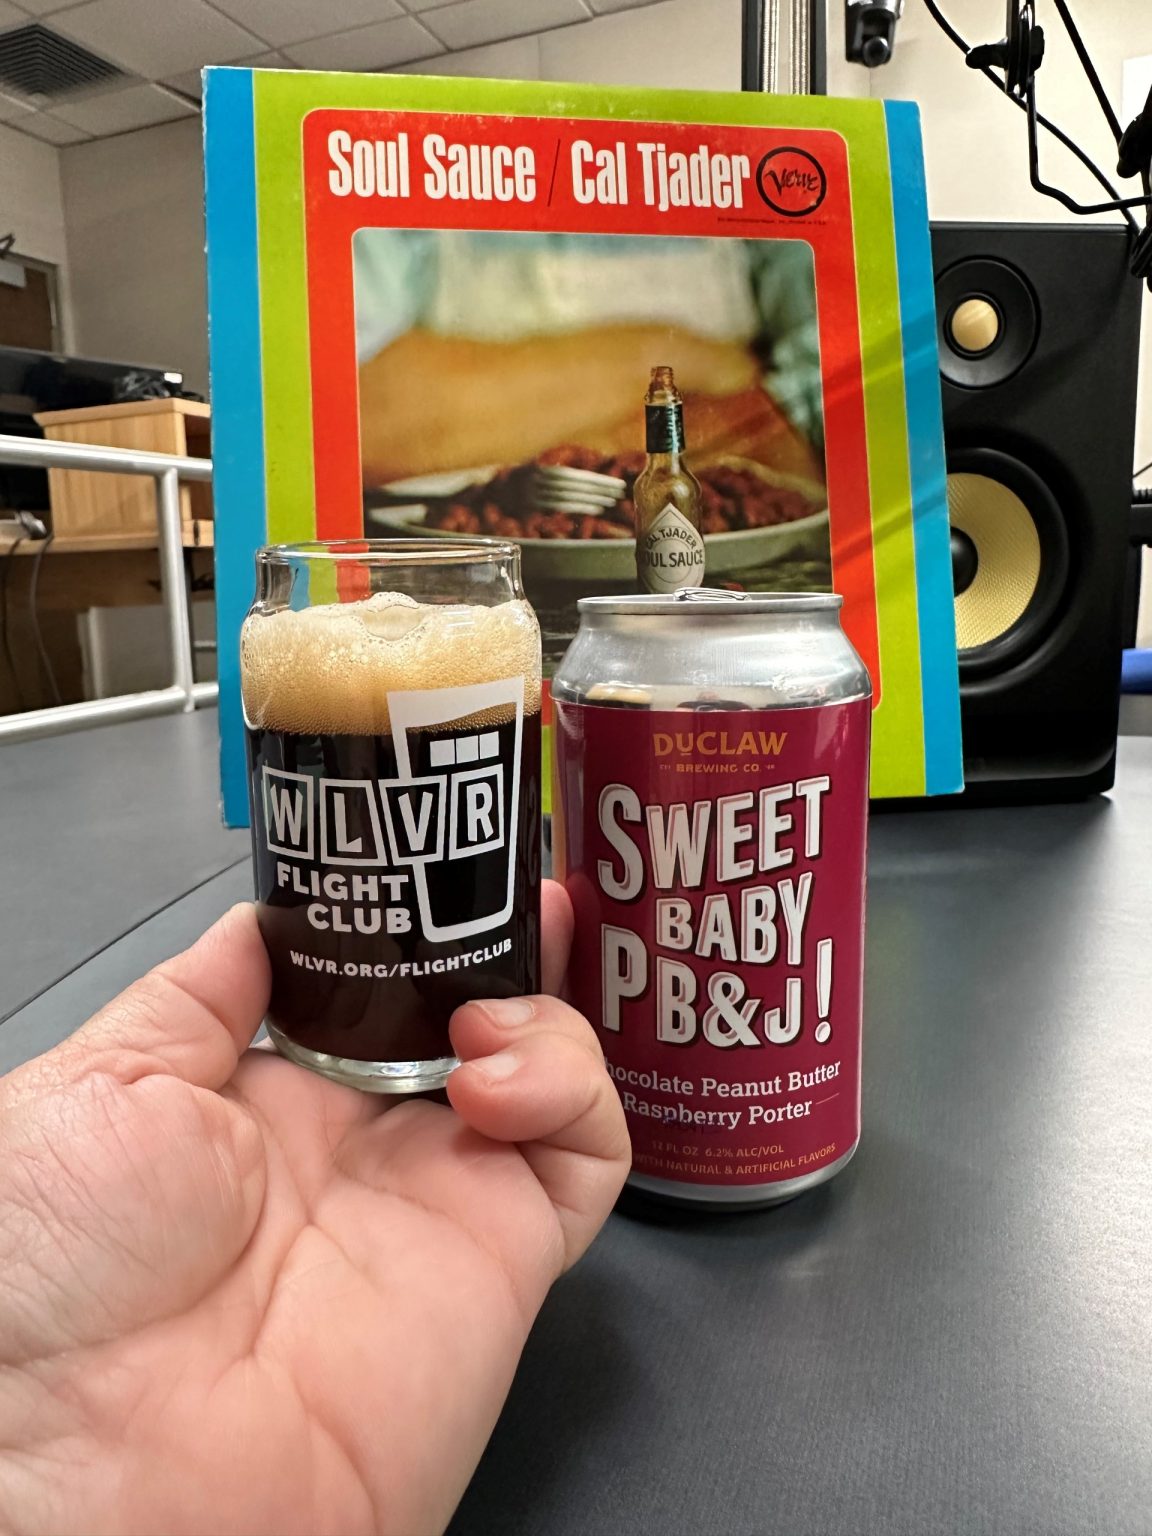 Soul Sauce / Cal Tjader
Verve
CAL TJADER
OUL SAUCE
WLVR
FLIGHT
CLUB
WLVR.ORG/FLIGHTCLUB
DUCLAW
BREWING CO.
SWEET
BABY
PB&J!
hocolate Peanut Butter
Raspberry Porter
12 FL OZ 6.2% ALC/VOL
WITH NATURAL & ARTIFICIAL FLAVORS